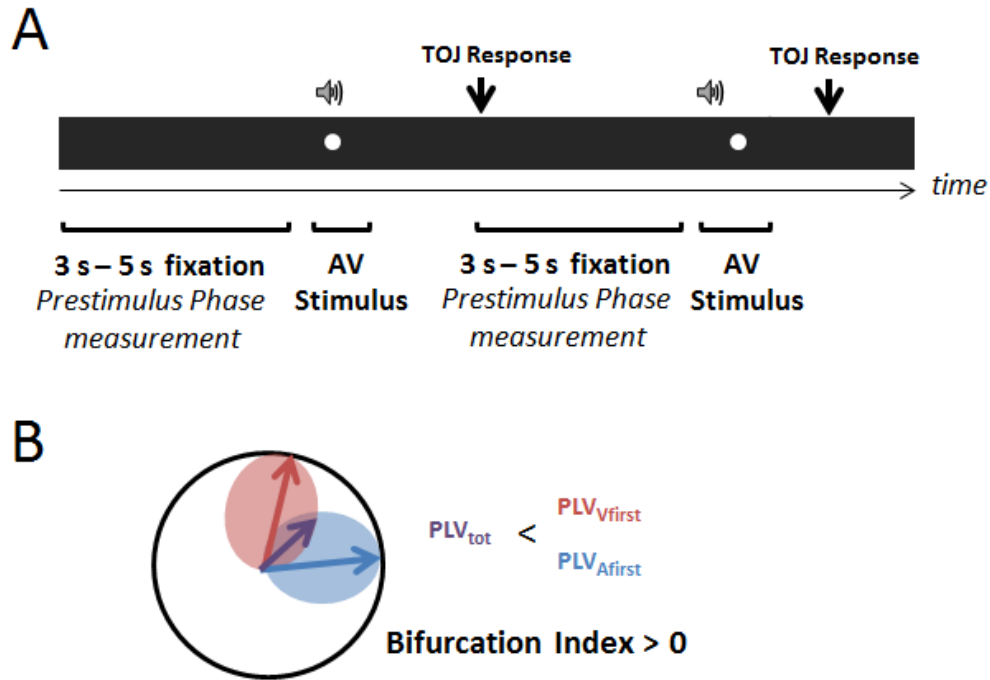 A
TOJ Response
TOJ Response
time
3 s – 5 s fixation
Prestimulus Phase
measurement
AV
Stimulus
3 s – 5 s fixation
Prestimulus Phase
measurement
AV
Stimulus
B
PLVtot < PLVVfirst
PLVAfirst
Bifurcation Index > 0